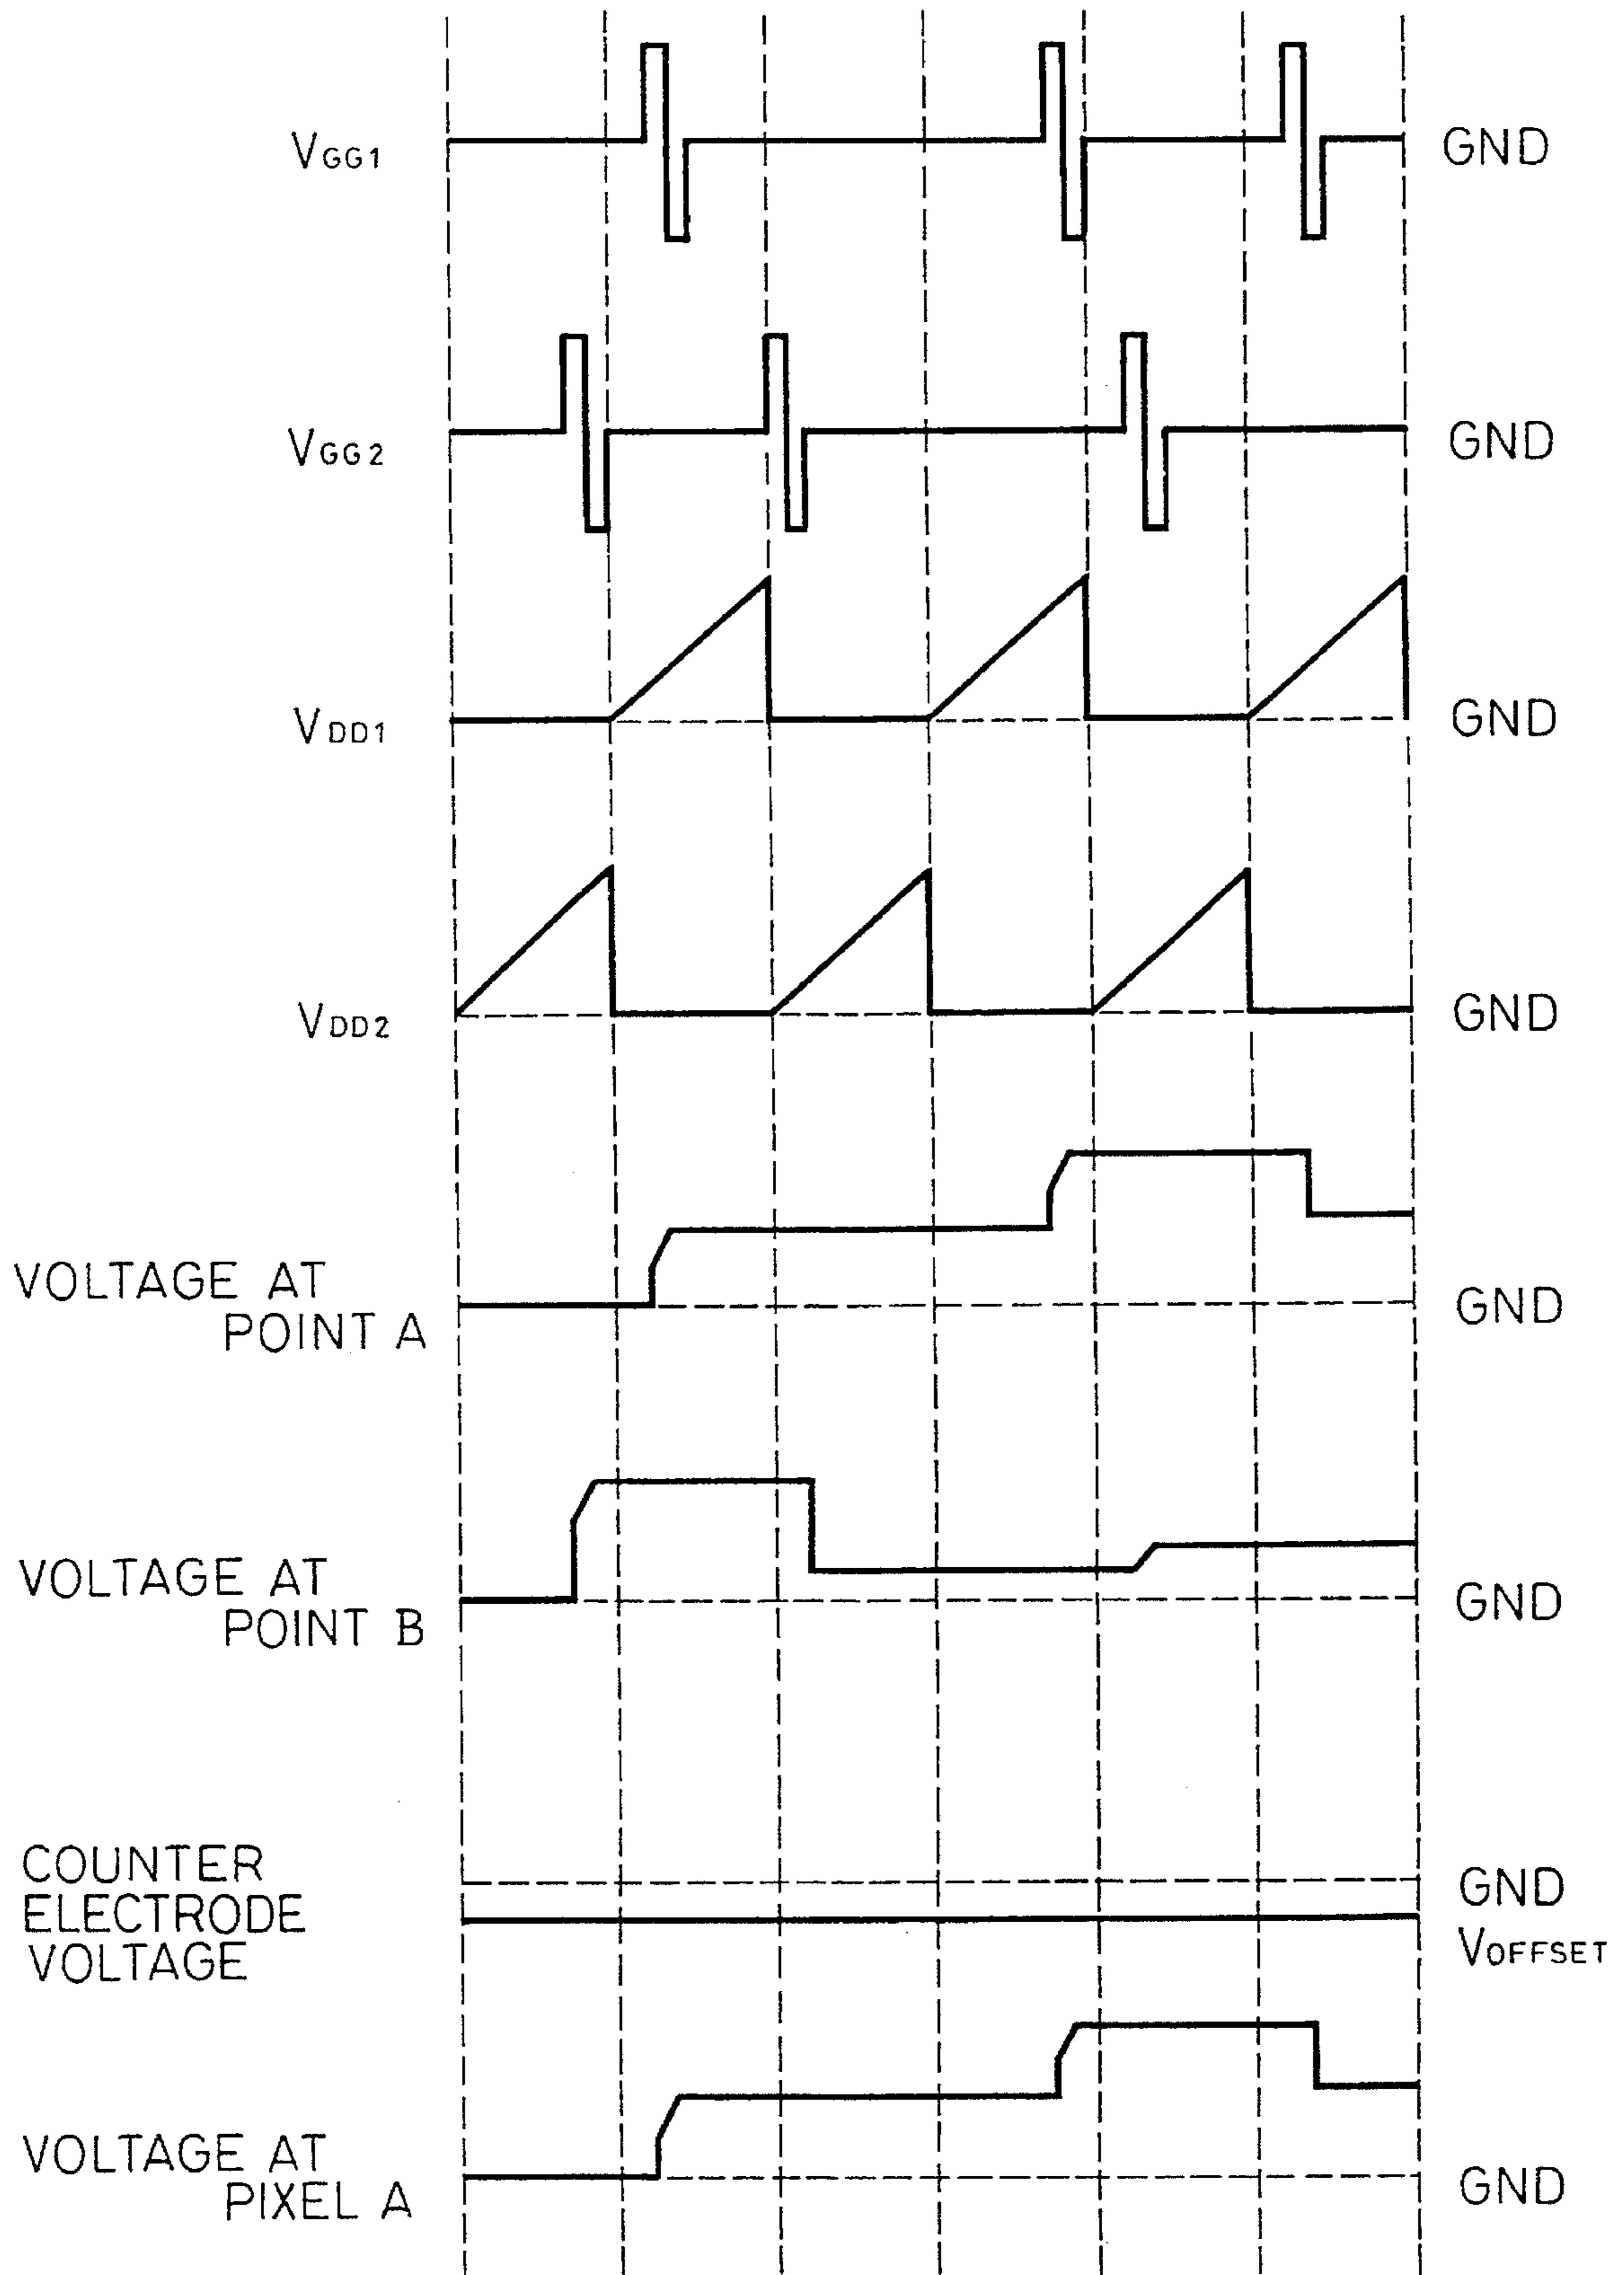 VGG1 GND
VGG2 GND
VDD1 GND
VDD2 GND
VOLTAGE AT
POINT A GND
VOLTAGE AT
POINT B GND
COUNTER
ELECTRODE
VOLTAGE
GND
VOFFSET
VOLTAGE AT
PIXEL A GND